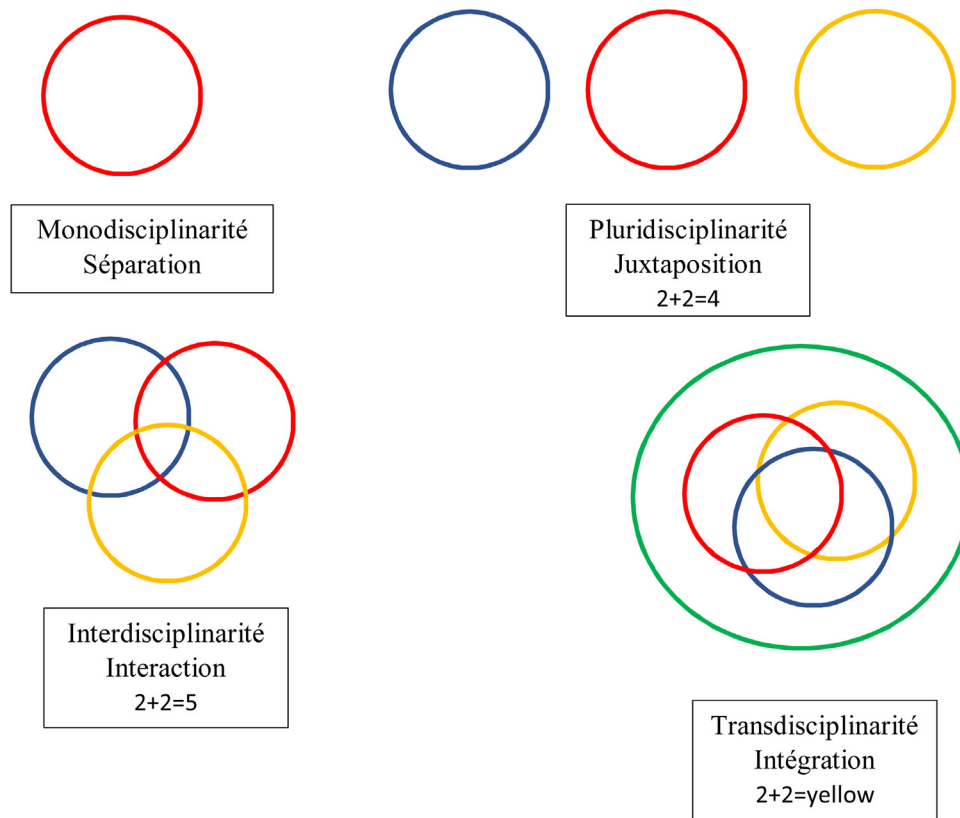 Monodisciplinarité
Séparation
Pluridisciplinarité
Juxtaposition
2+2=4
Interdisciplinarité
Interaction
2+2=5
Transdisciplinarité
Intégration
2+2=yellow